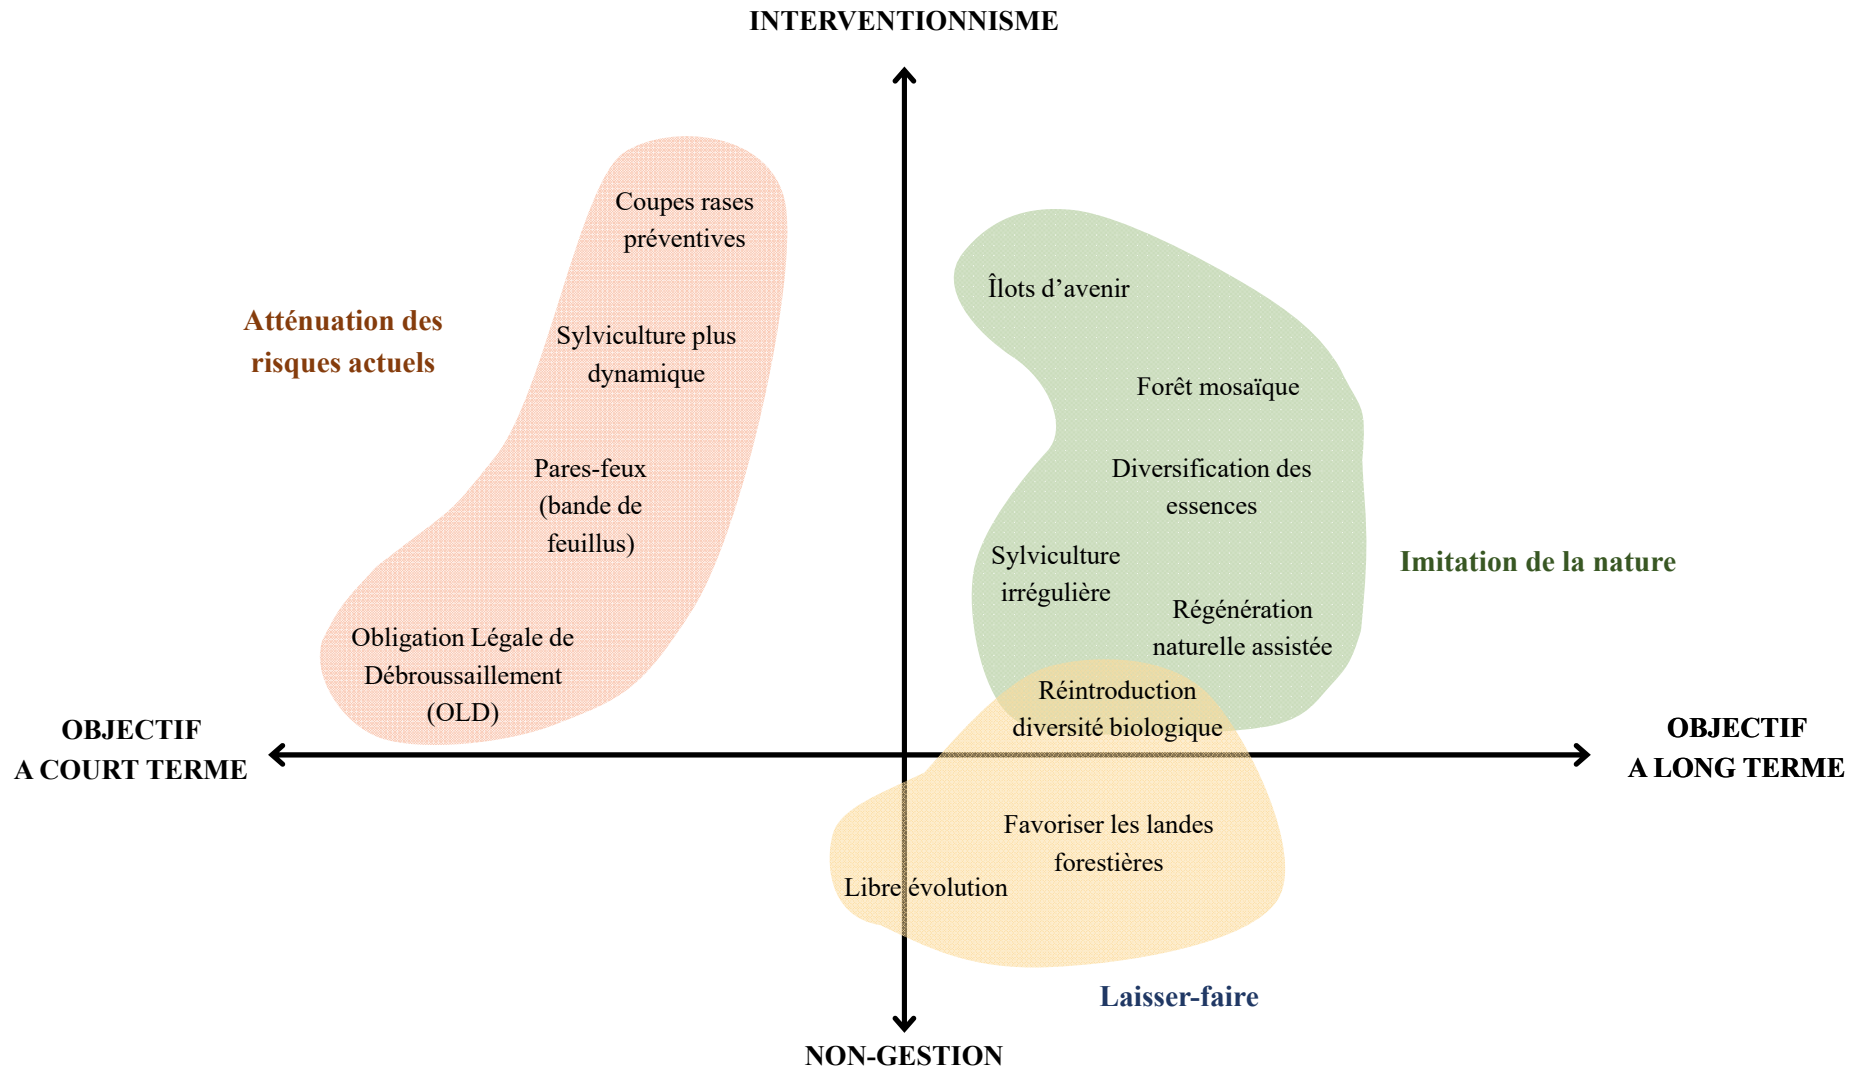 INTERVENTIONNISME
Coupes rases
préventives
Îlots d’avenir
Atténuation des
risques actuels
Sylviculture plus
dynamique
Forêt mosaïque
Pares-feux
(bande de
feuillus)
Diversification des
essences
Sylviculture
irrégulière
Imitation de la nature
Régénération
naturelle assistée
Obligation Légale de
Débroussaillement
(OLD)
Réintroduction
diversité biologique
OBJECTIF
A COURT TERME
OBJECTIF
A LONG TERME
Favoriser les landes
forestières
Libre évolution
Laisser-faire
NON-GESTION